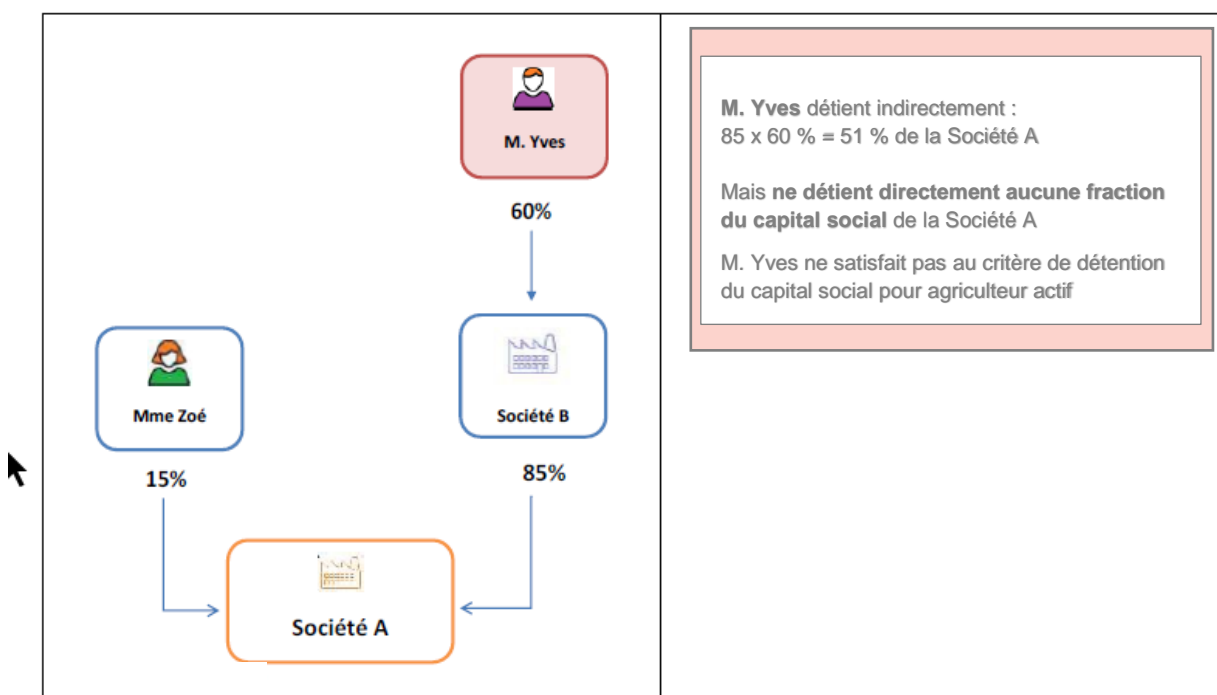 M. Yves
60%
Mme Zoé
Société B
15%
85%
Société A
M. Yves détient indirectement :
85 x 60 % = 51 % de la Société A
Mais ne détient directement aucune fraction
du capital social de la Société A
M. Yves ne satisfait pas au critère de détention
du capital social pour agriculteur actif